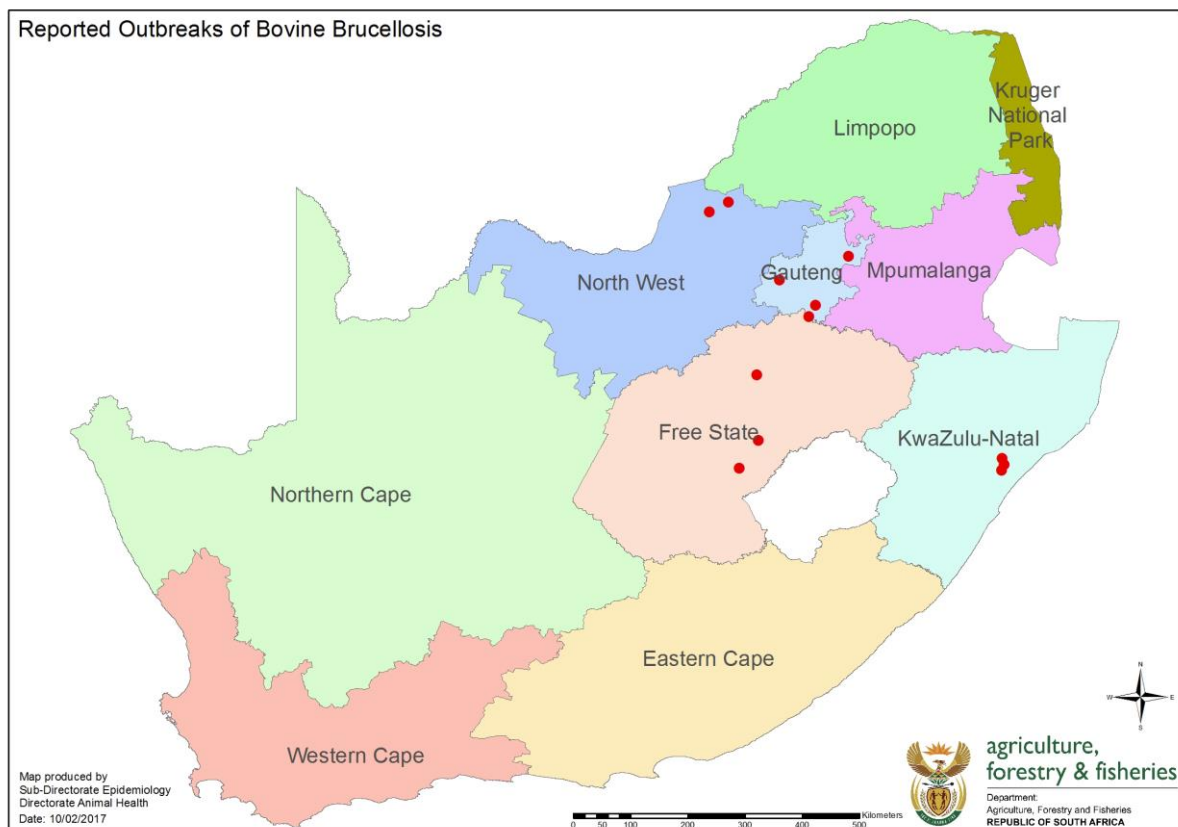 Reported Outbreaks of Bovine Brucellosis
Kruger
National
Park
Limpopo
North West
Gauteng
Mpumalanga
Free State
KwaZulu-Natal
Northern Cape
Eastern Cape
Western Cape
N
W
E
S
Map produced by
Sub-Directorate Epidemiology
Directorate Animal Health
Date: 10/02/2017
Kilometers
0 50 100 200 300 400 500
agriculture,
forestry & fisheries
Department:
Agriculture, Forestry and Fisheries
REPUBLIC OF SOUTH AFRICA